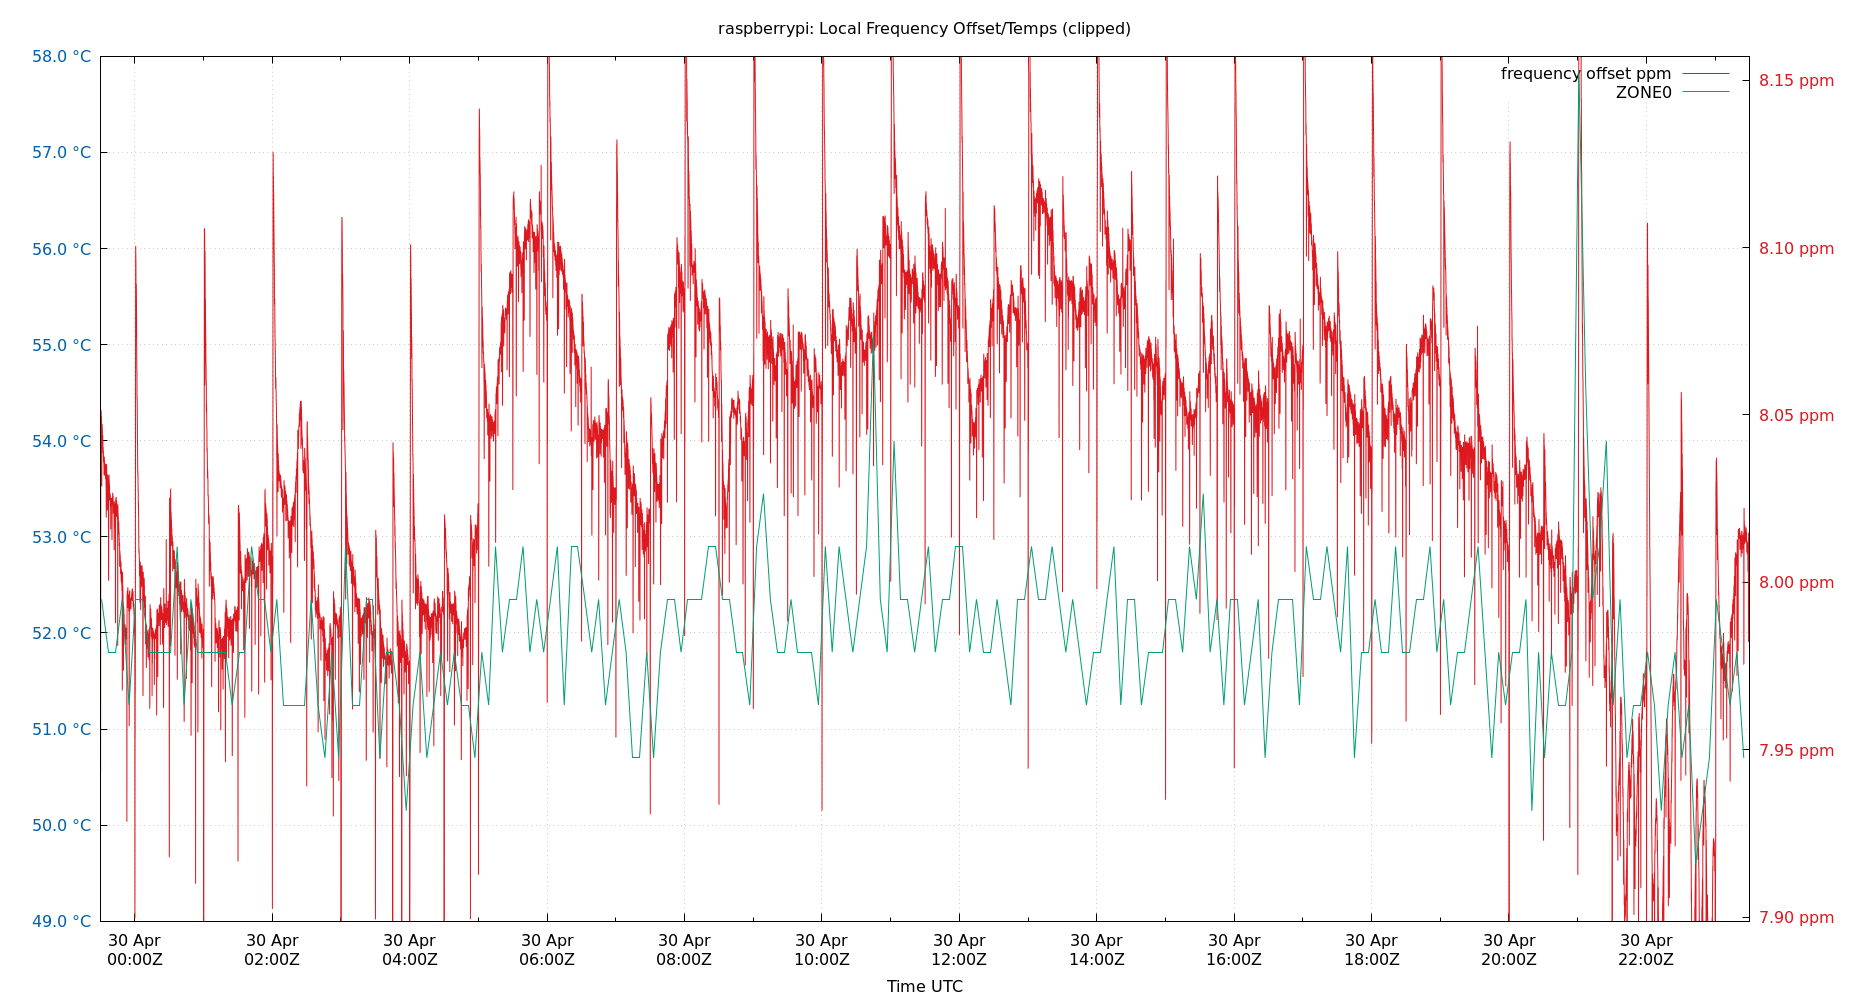 raspberrypi: Local Frequency Offset/Temps (clipped)
58.0 °C
57.0 °C
56.0 °C
55.0 °C
54.0 °C
53.0 °C
52.0 °C
51.0 °C
50.0 °C
49.0 °C
frequency offset ppm
ZONE0
8.15 ppm
8.10 ppm
8.05 ppm
8.00 ppm
7.95 ppm
7.90 ppm
30 Apr 30 Apr 30 Apr 30 Apr 30 Apr 30 Apr 30 Apr 30 Apr 30 Apr 30 Apr 30 Apr 30 Apr
00:00Z 02:00Z 04:00Z 06:00Z 08:00Z 10:00Z 12:00Z 14:00Z 16:00Z 18:00Z 20:00Z 22:00Z
Time UTC